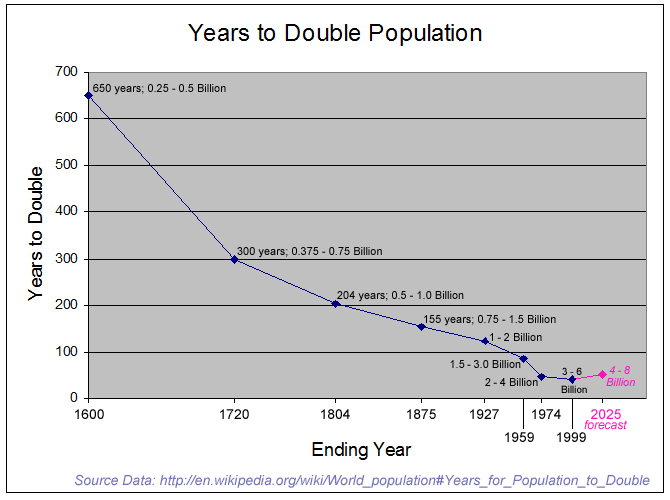 Years to Double Population
Years to Double
700
600
500
400
300
200
100
0
650 years; 0.25 - 0.5 Billion
300 years; 0.375 - 0.75 Billion
204 years; 0.5 - 1.0 Billion
155 years; 0.75 - 1.5 Billion
1 - 2 Billion
1.5 - 3.0 Billion
2 - 4 Billion
3 - 6
Billion
4 - 8
Billion
1600
1720
1804
1875
1927
1959
1974
1999
2025
forecast
Ending Year
Source Data: http://en.wikipedia.org/wiki/World_population#Years_for_Population_to_Double